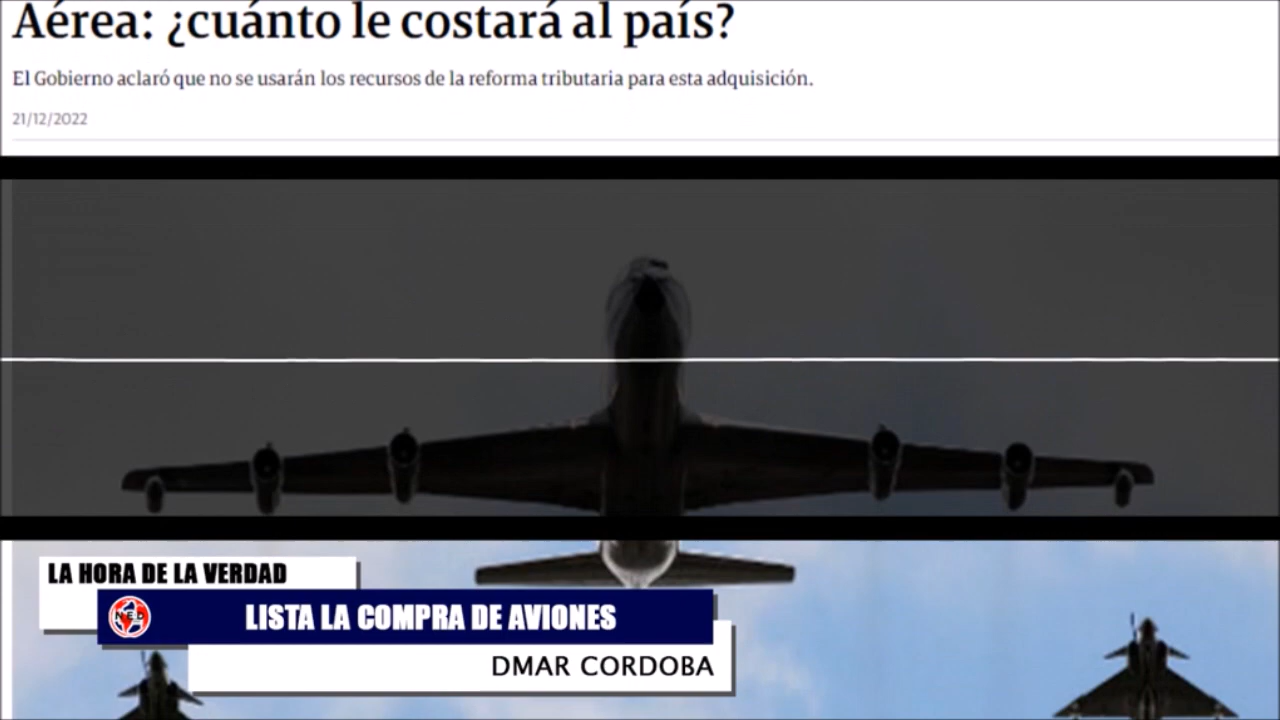 Aérea: ¿cuánto le costará al país?
El Gobierno aclaró que no se usarán los recursos de la reforma tributaria para esta adquisición.
21/12/2022
LA HORA DE LA VERDAD
LISTA LA COMPRA DE AVIONES
DMAR CORDOBA